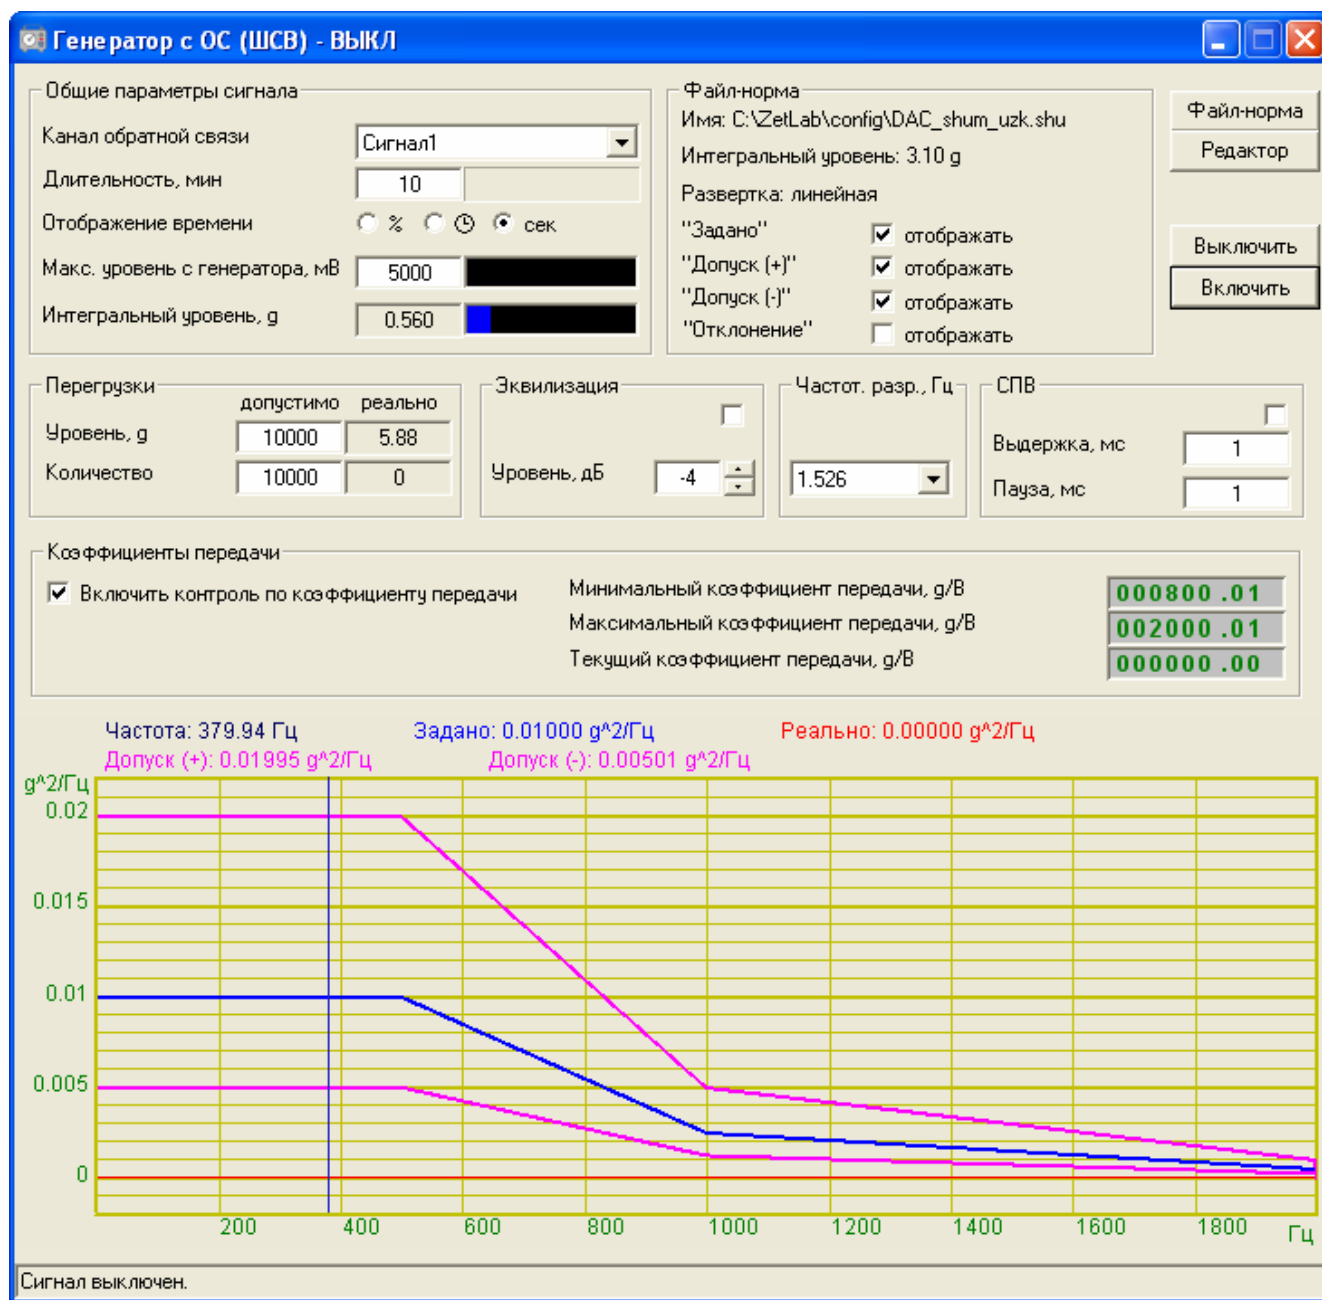 Генератор с ОС (ШСВ) - ВЫКЛ
Общие параметры сигнала
Канал обратной связи Сигнал1
Длительность, мин 10
Отображение времени % сек
Макс. уровень с генератора, мВ 5000
Интегральный уровень, g 0.560
Файл-норма
Имя: C:\ZetLab\config\DAC_shum_uzk.shu
Интегральный уровень: 3.10 g
Развертка: линейная
"Задано" отображать
"Допуск (+)" отображать
"Допуск (-)" отображать
"Отклонение" отображать
Файл-норма
Редактор
Выключить
Включить
Перегрузки
допустимо реально
Уровень, g 10000 5.88
Количество 10000 0
Эквилизация
Уровень, дБ -4
Частот. разр., Гц
1.526
СПВ
Выдержка, мс 1
Пауза, мс 1
Коэффициенты передачи
Включить контроль по коэффициенту передачи
Минимальный коэффициент передачи, g/В 000800 .01
Максимальный коэффициент передачи, g/В 002000 .01
Текущий коэффициент передачи, g/В 000000 .00
Частота: 379.94 Гц Задано: 0.01000 g^2/Гц Реально: 0.00000 g^2/Гц
Допуск (+): 0.01995 g^2/Гц Допуск (-): 0.00501 g^2/Гц
g^2/Гц
0.02
0.015
0.01
0.005
0
200 400 600 800 1000 1200 1400 1600 1800 Гц
Сигнал выключен.